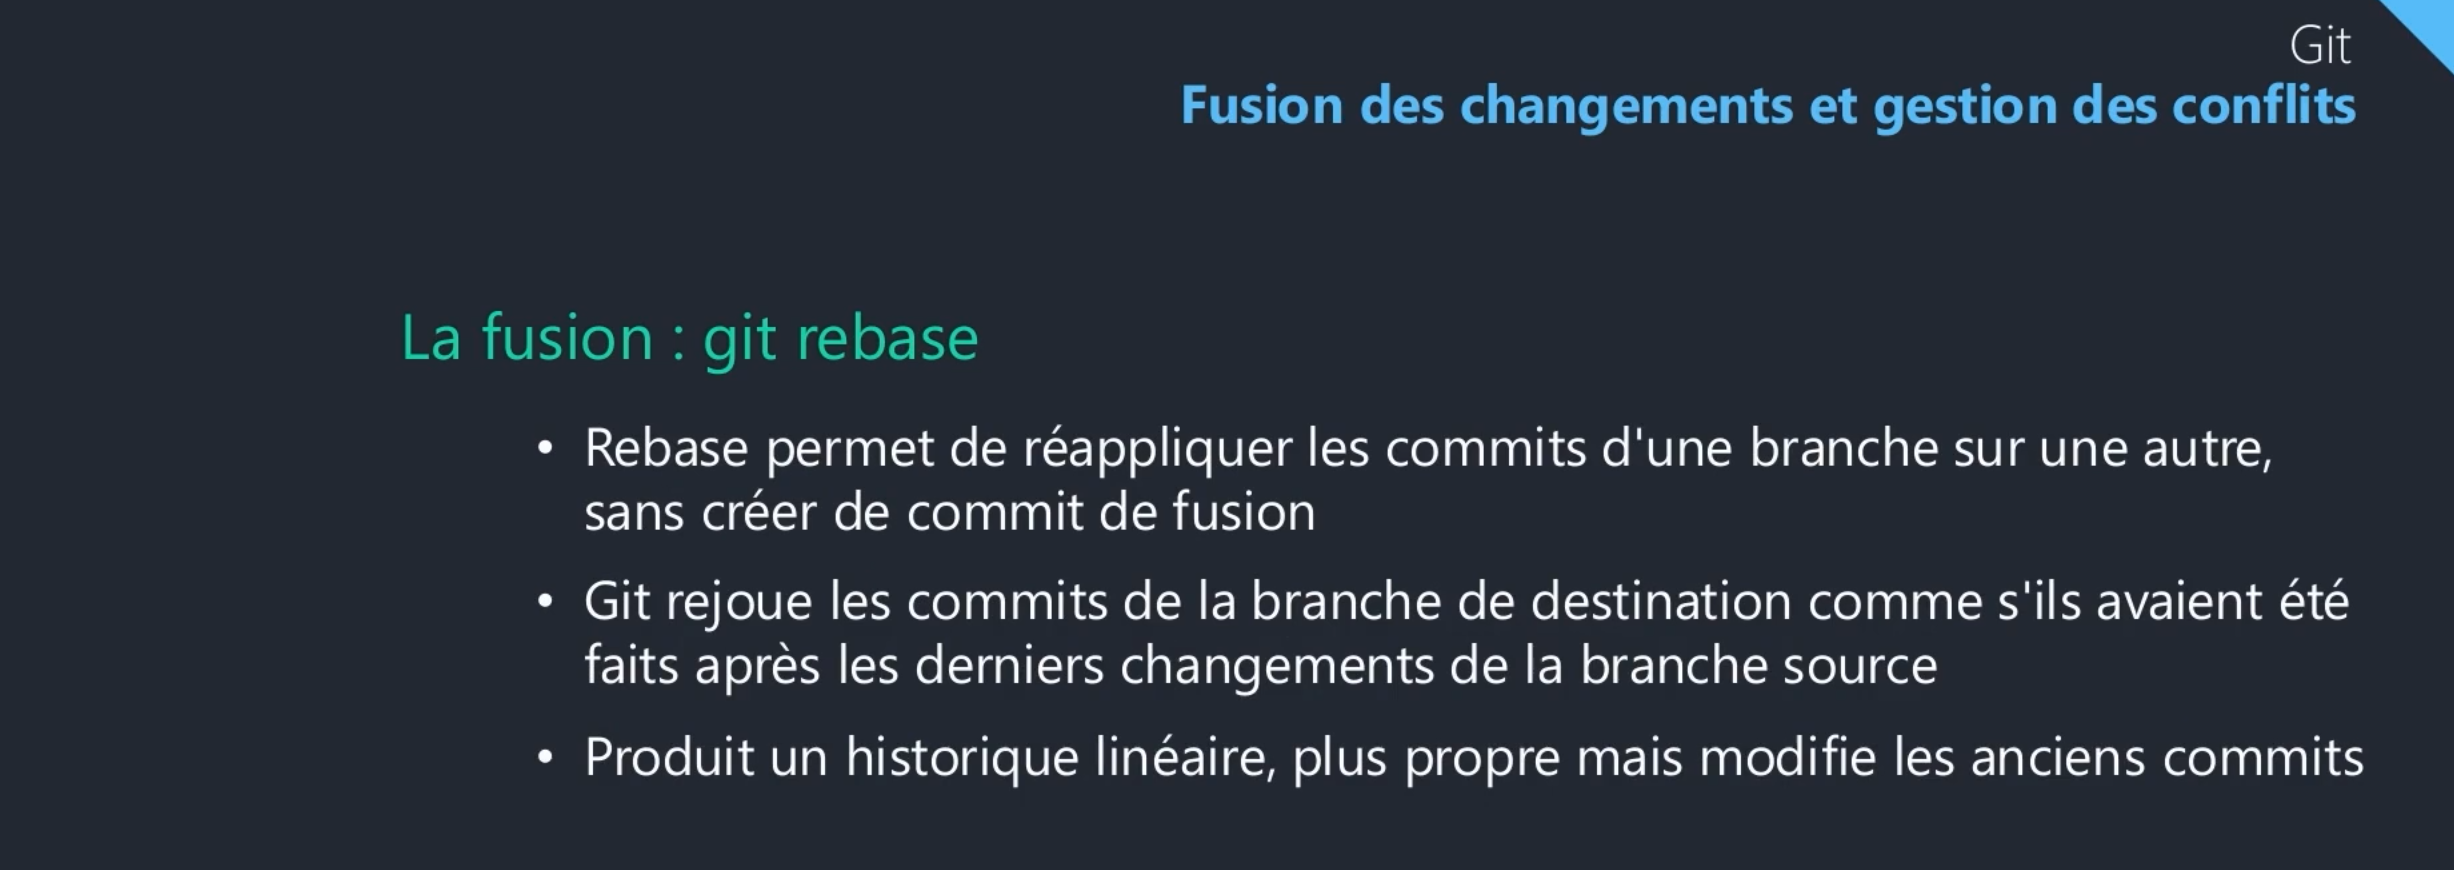 Git
Fusion des changements et gestion des conflits
La fusion : git rebase
• Rebase permet de réappliquer les commits d'une branche sur une autre,
sans créer de commit de fusion
• Git rejoue les commits de la branche de destination comme s'ils avaient été
faits après les derniers changements de la branche source
• Produit un historique linéaire, plus propre mais modifie les anciens commits